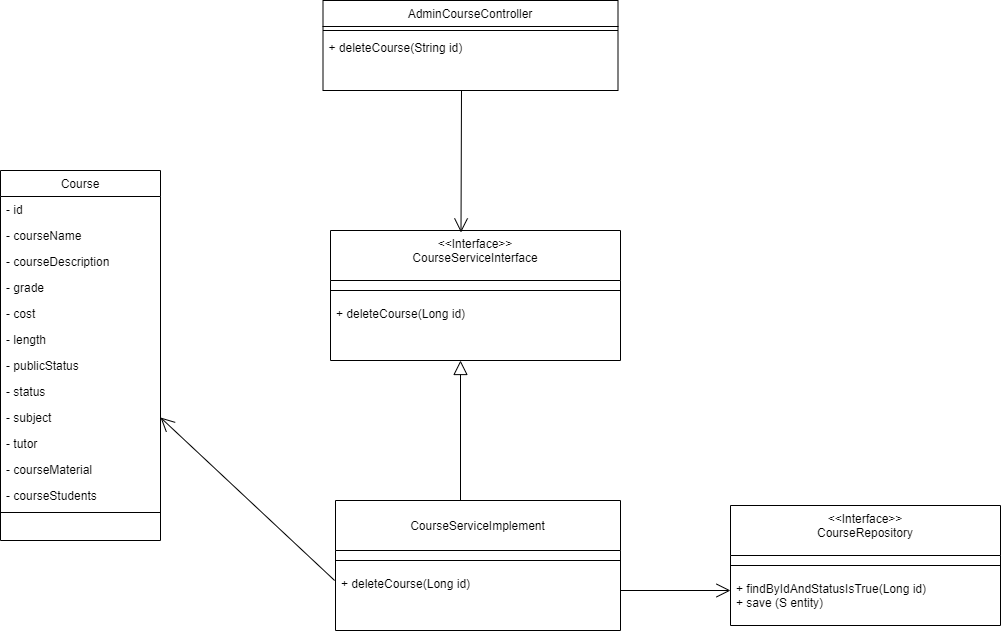 AdminCourseController
+ deleteCourse(String id)
Course
- id
- courseName
- courseDescription
- grade
- cost
- length
- publicStatus
- status
- subject
- tutor
- courseMaterial
- courseStudents
<<Interface>>
CourseServiceInterface
+ deleteCourse(Long id)
CourseServiceImplement
+ deleteCourse(Long id)
<<Interface>>
CourseRepository
+ findByIdAndStatusIsTrue(Long id)
+ save (S entity)